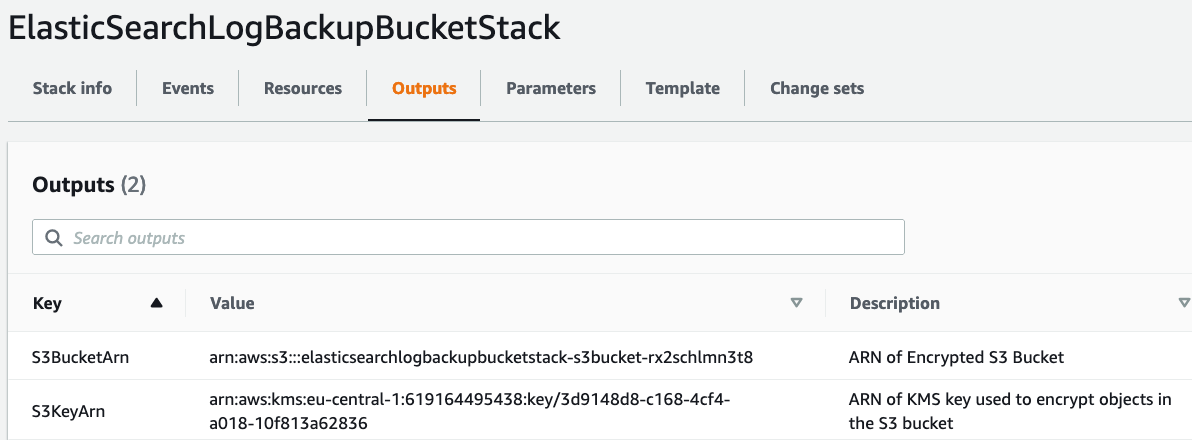 ElasticSearchLogBackupBucketStack
Stack info Events Resources Outputs Parameters Template Change sets
Outputs (2)
Search outputs
Key Value Description
S3BucketArn arn:aws:s3:::elasticsearchlogbackupbucketstack-s3bucket-rx2schlmn3t8 ARN of Encrypted S3 Bucket
S3KeyArn arn:aws:kms:eu-central-1:619164495438:key/3d9148d8-c168-4cf4-
a018-10f813a62836 ARN of KMS key used to encrypt objects in
the S3 bucket